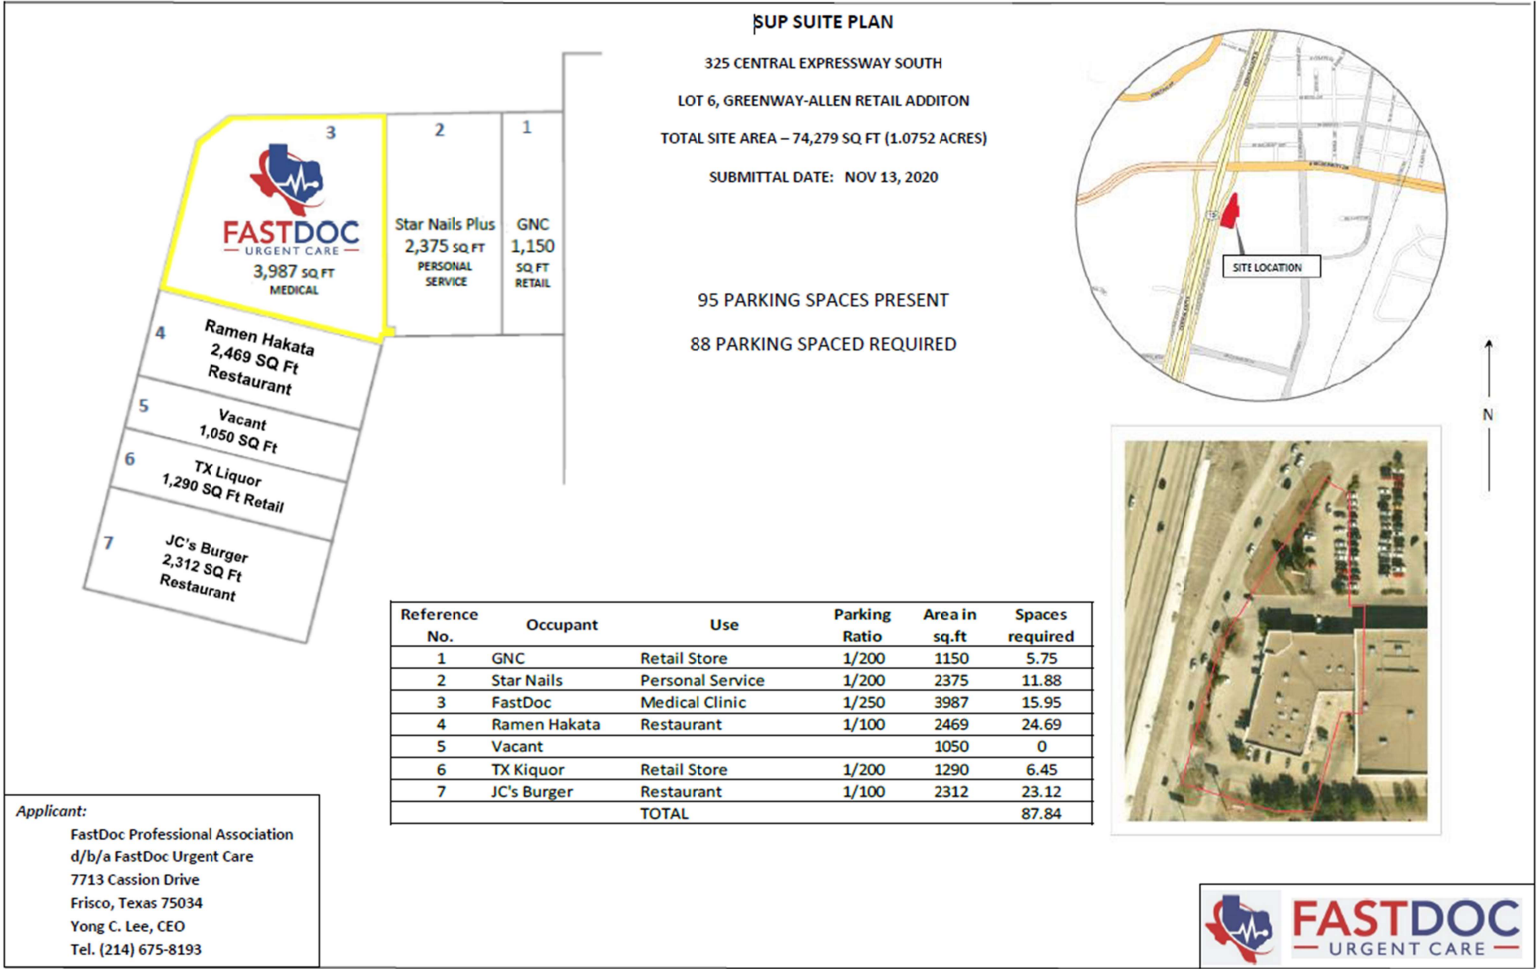 SUP SUITE PLAN
325 CENTRAL EXPRESSWAY SOUTH
LOT 6, GREENWAY-ALLEN RETAIL ADDITON
TOTAL SITE AREA – 74,279 SQ FT (1.0752 ACRES)
SUBMITTAL DATE: NOV 13, 2020
95 PARKING SPACES PRESENT
88 PARKING SPACED REQUIRED
3
FASTDOC
URGENT CARE
3,987 SQ FT
MEDICAL
2
Star Nails Plus
2,375 SQ FT
PERSONAL
SERVICE
1
GNC
1,150
SQ FT
RETAIL
4
Ramen Hakata
2,469 SQ Ft
Restaurant
5
Vacant
1,050 SQ Ft
6
TX Liquor
1,290 SQ Ft Retail
7
JC's Burger
2,312 SQ Ft
Restaurant
SITE LOCATION
N
Reference No. Occupant Use Parking Ratio Area in sq.ft Spaces required
1 GNC Retail Store 1/200 1150 5.75
2 Star Nails Personal Service 1/200 2375 11.88
3 FastDoc Medical Clinic 1/250 3987 15.95
4 Ramen Hakata Restaurant 1/100 2469 24.69
5 Vacant 1050 0
6 TX Kiquor Retail Store 1/200 1290 6.45
7 JC's Burger Restaurant 1/100 2312 23.12
TOTAL 87.84
Applicant:
FastDoc Professional Association
d/b/a FastDoc Urgent Care
7713 Cassion Drive
Frisco, Texas 75034
Yong C. Lee, CEO
Tel. (214) 675-8193
FASTDOC
URGENT CARE